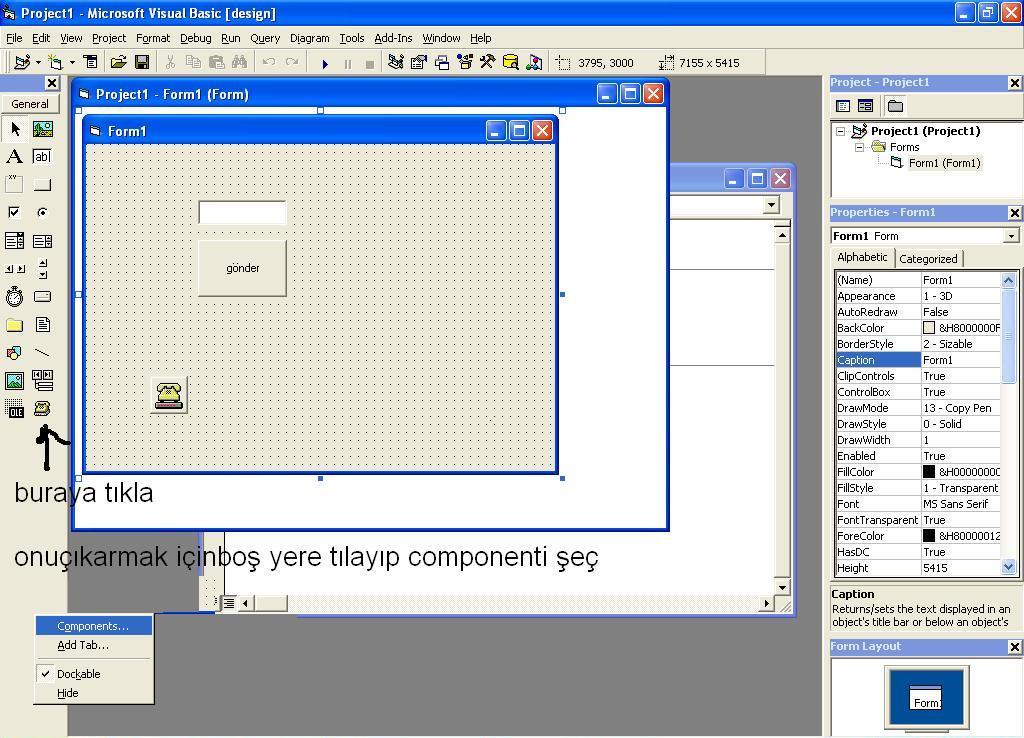 Project1 - Microsoft Visual Basic [design]
File Edit View Project Format Debug Run Query Diagram Tools Add-Ins Window Help
3795, 3000 7155 x 5415
General
A ab|
xv
OLE
Project1 - Form1 (Form)
Form1
gönder
buraya tıkla
onuçıkarmak içinboş yere tılayıp componenti şeç
Components...
Add Tab...
Dockable
Hide
Project - Project1
Project1 (Project1)
Forms
Form1 (Form1)
Properties - Form1
Form1 Form
Alphabetic Categorized
(Name) Form1
Appearance 1 - 3D
AutoRedraw False
BackColor &H8000000F
BorderStyle 2 - Sizable
Caption Form1
ClipControls True
ControlBox True
DrawMode 13 - Copy Pen
DrawStyle 0 - Solid
DrawWidth 1
Enabled True
FillColor &H00000000
FillStyle 1 - Transparent
Font MS Sans Serif
FontTransparent True
ForeColor &H80000012
HasDC True
Height 5415
Caption
Returns/sets the text displayed in an
object's title bar or below an object's
Form Layout
Form1